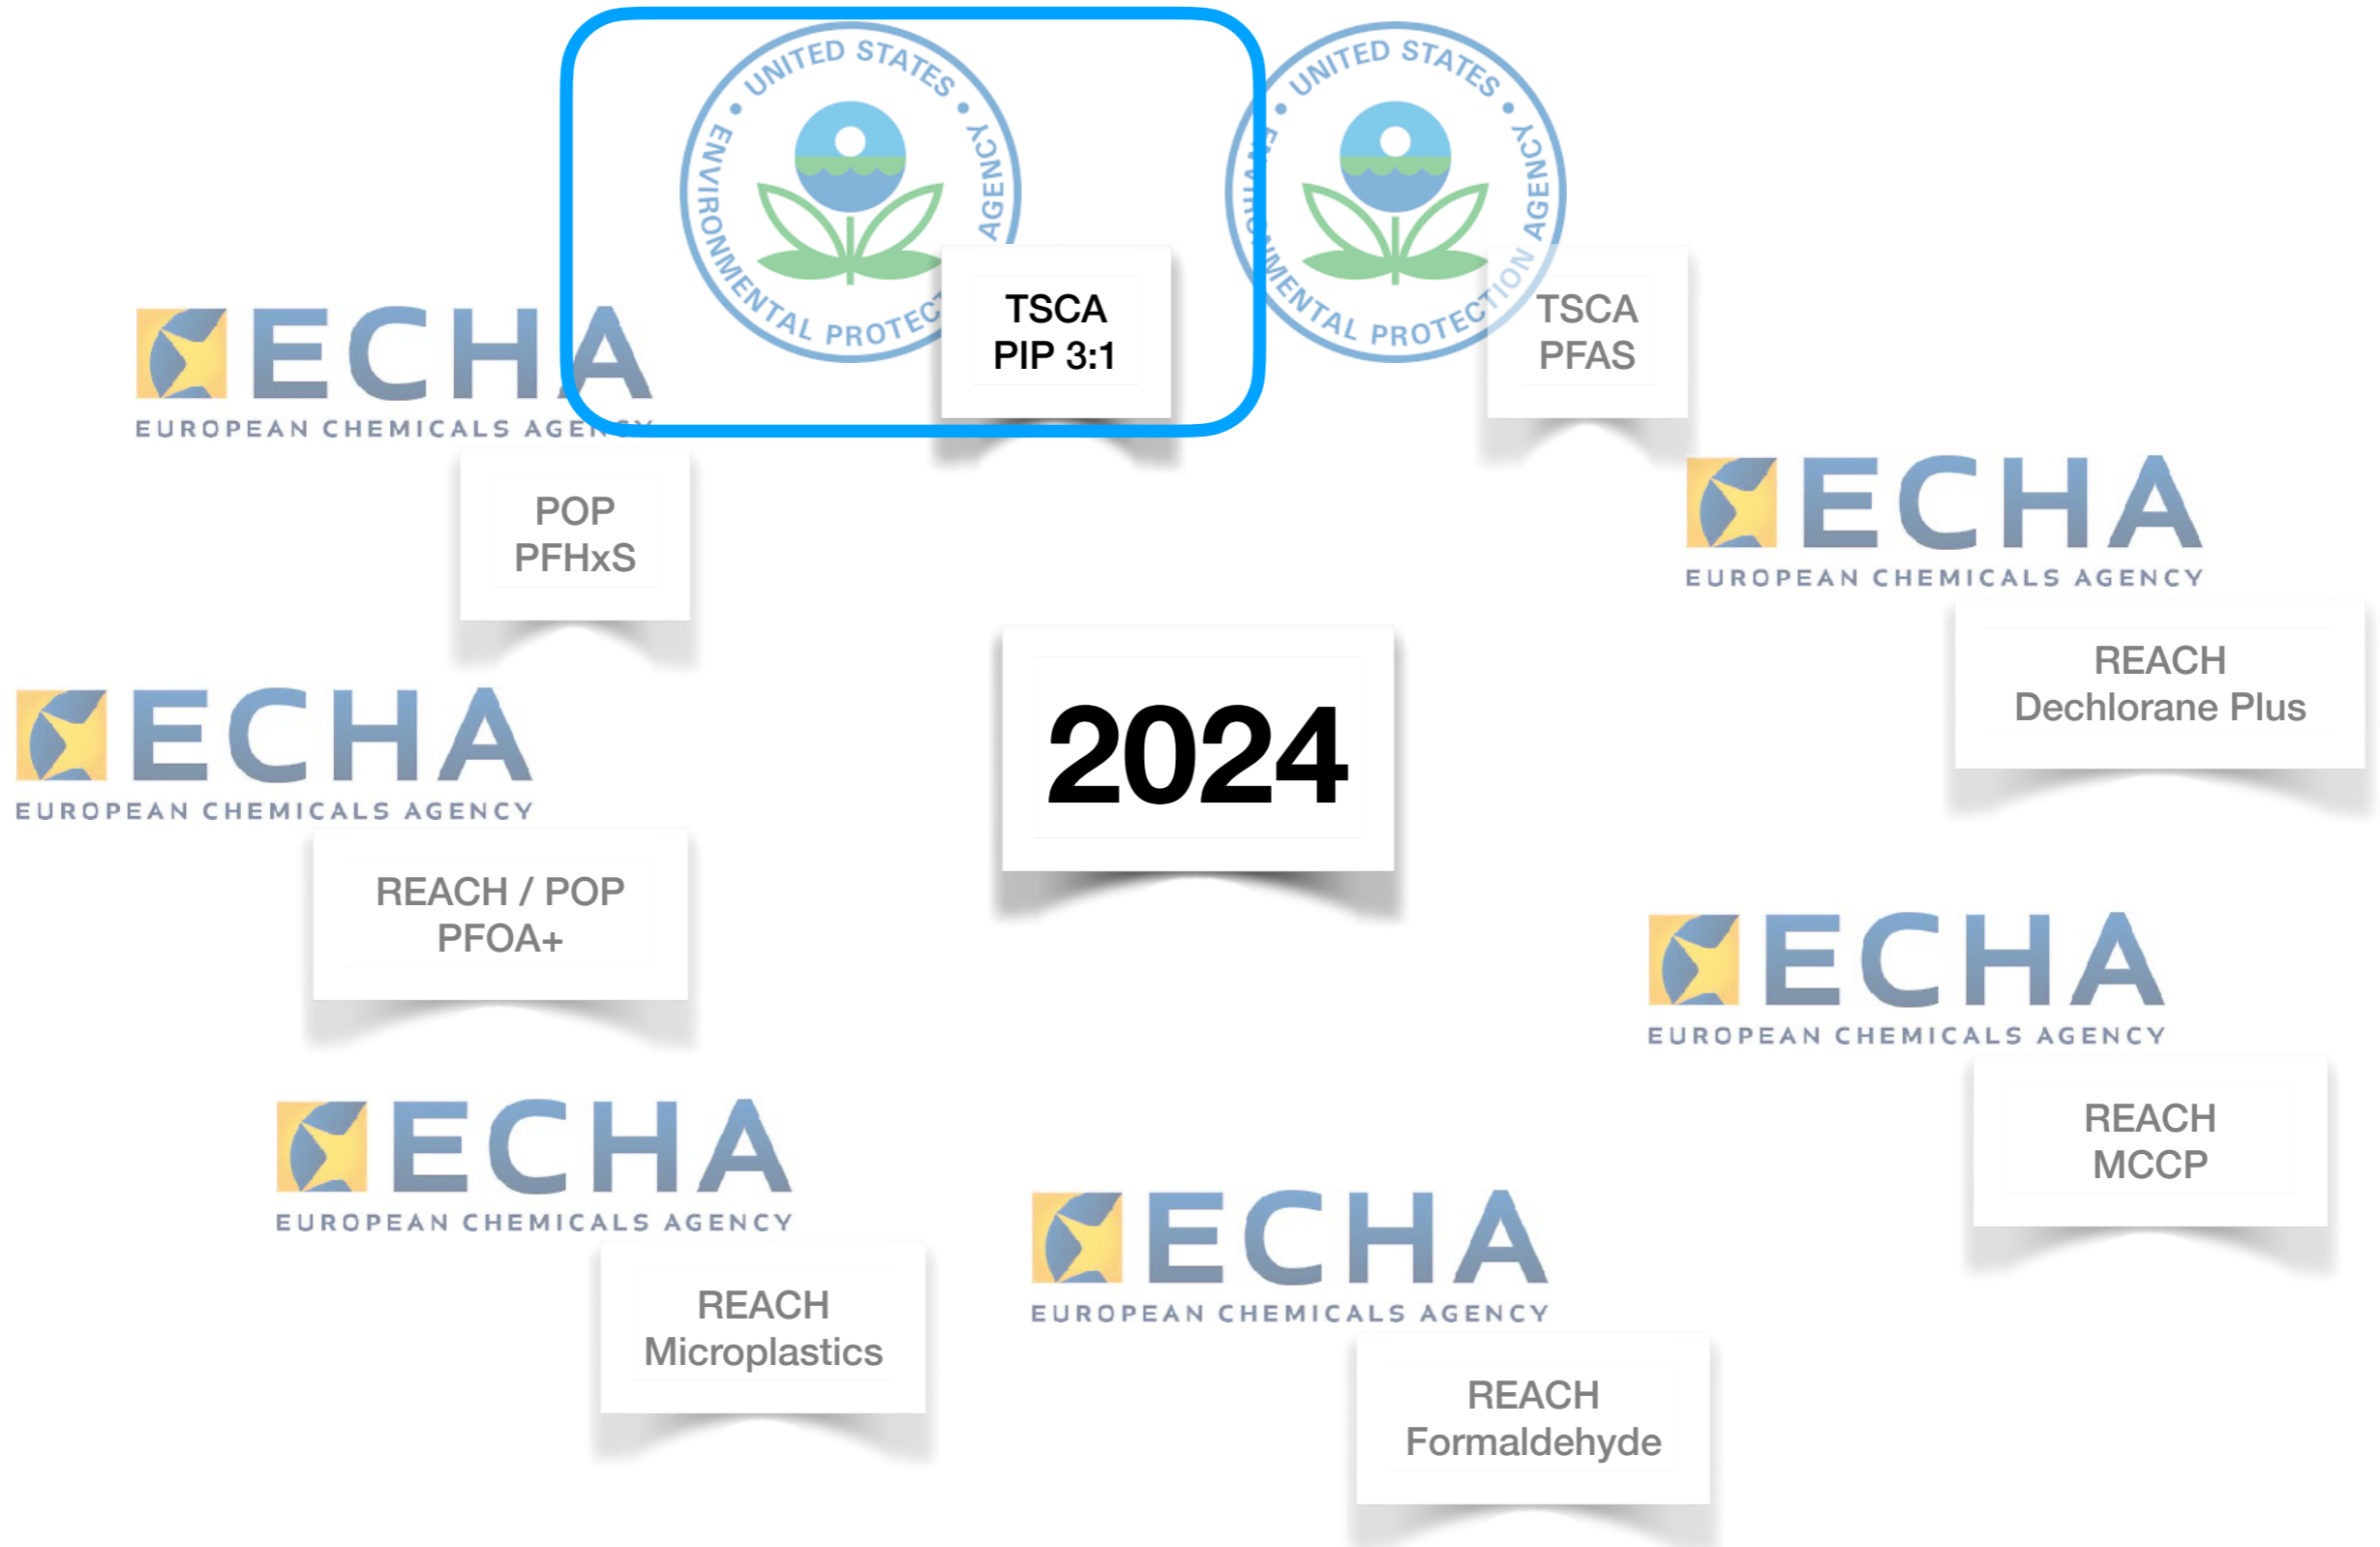 • UNITED STATES •
ENVIRONMENTAL PROTEC
AGENCY
TSCA
PIP 3:1
• UNITED STATES •
ENVIRONMENTAL PROTECTION AGENCY
TSCA
PFAS
ECHA
EUROPEAN CHEMICALS AGENCY
POP
PFHxS
ECHA
EUROPEAN CHEMICALS AGENCY
REACH
Dechlorane Plus
2024
ECHA
EUROPEAN CHEMICALS AGENCY
REACH / POP
PFOA+
ECHA
EUROPEAN CHEMICALS AGENCY
REACH
MCCP
ECHA
EUROPEAN CHEMICALS AGENCY
REACH
Microplastics
ECHA
EUROPEAN CHEMICALS AGENCY
REACH
Formaldehyde